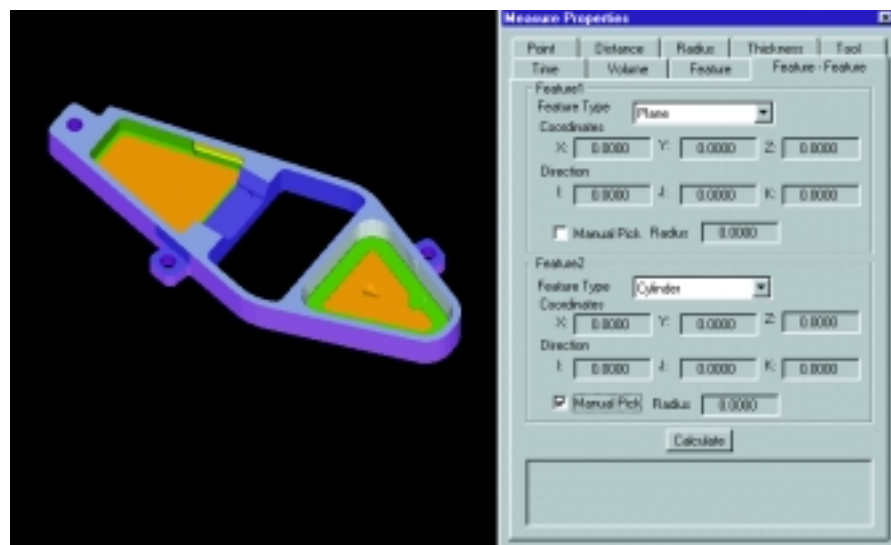 Measure Properties
Point Distance Radius Thickness Tool
Time Volume Feature Feature - Feature
Feature1
Feature Type Plane
Coordinates
X: 0.0000 Y: 0.0000 Z: 0.0000
Direction
I: 0.0000 J: 0.0000 K: 0.0000
Manual Pick Radius 0.0000
Feature2
Feature Type Cylinder
Coordinates
X: 0.0000 Y: 0.0000 Z: 0.0000
Direction
I: 0.0000 J: 0.0000 K: 0.0000
Manual Pick Radius 0.0000
Calculate